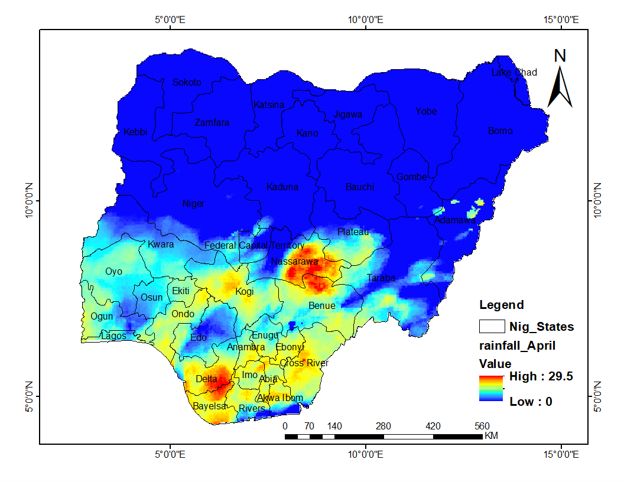 5°0'0"E 10°0'0"E 15°0'0"E
N
Lake Chad
Sokoto
Katsina
Jigawa
Yobe
Zamfara
Kano
Borno
Kebbi
Gombe
Kaduna
Bauchi
Niger
10°0'0"N 10°0'0"N
Adamawa
Plateau
Kwara
Federal Capital Territory
Nassarawa
Oyo
Taraba
Ekiti
Kogi
Osun
Benue
Ogun
Ondo
Lagos
Edo
Enugu
Anambra
Ebonyi
Cross River
Delta
Imo
Abia
Akwa Ibom
Bayelsa
Rivers
5°0'0"N 5°0'0"N
Legend
Nig_States
rainfall_April
Value
High : 29.5
Low : 0
0 70 140 280 420 560
KM
5°0'0"E 10°0'0"E 15°0'0"E